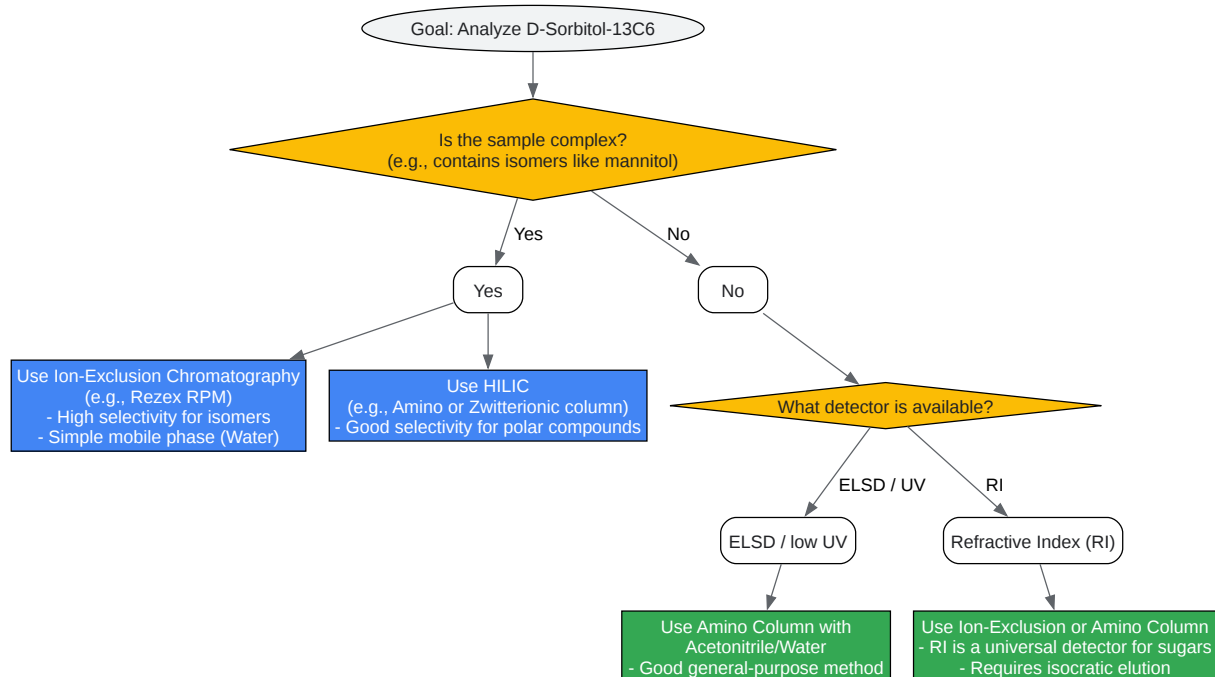 Goal: Analyze D-Sorbitol-13C6
Is the sample complex?
(e.g., contains isomers like mannitol)
Yes
No
Yes
No
Use Ion-Exclusion Chromatography
(e.g., Rezex RPM)
- High selectivity for isomers
- Simple mobile phase (Water)
Use HILIC
(e.g., Amino or Zwitterionic column)
- Good selectivity for polar compounds
What detector is available?
ELSD / UV
RI
ELSD / low UV
Refractive Index (RI)
Use Amino Column with
Acetonitrile/Water
- Good general-purpose method
Use Ion-Exclusion or Amino Column
- RI is a universal detector for sugars
- Requires isocratic elution